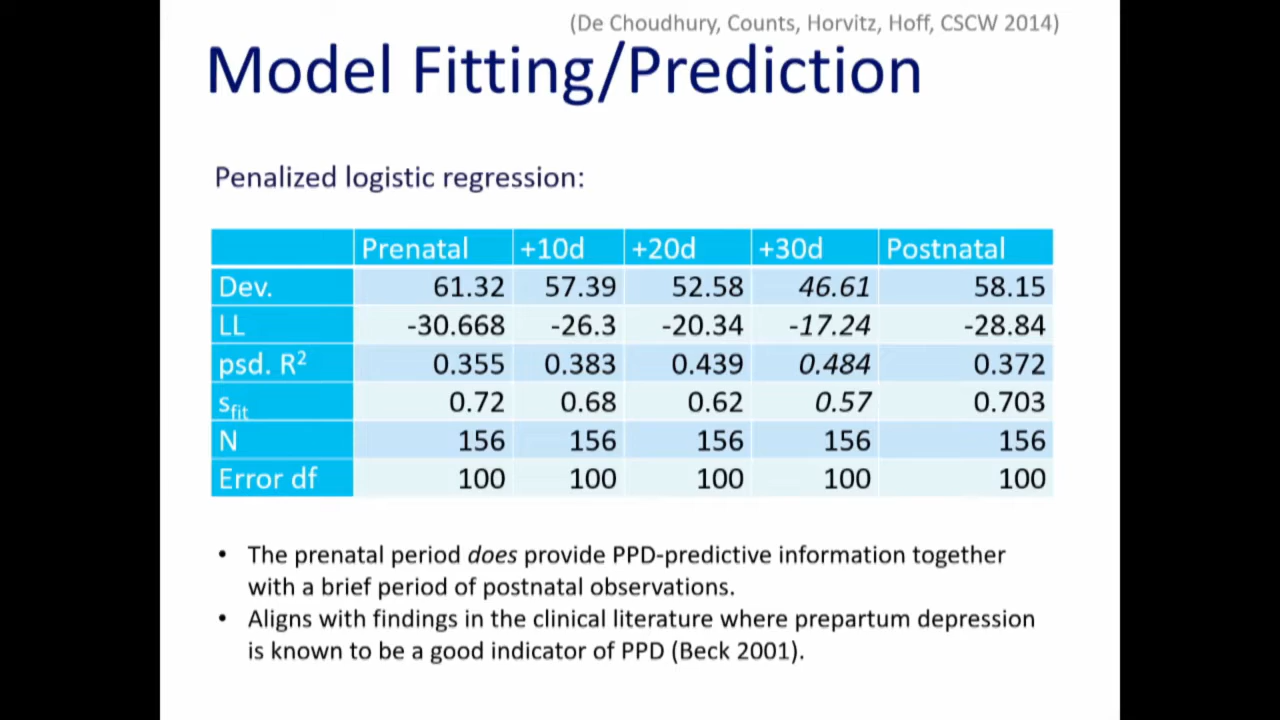 (De Choudhury, Counts, Horvitz, Hoff, CSCW 2014)
Model Fitting/Prediction
Penalized logistic regression:
Prenatal +10d +20d +30d Postnatal
Dev. 61.32 57.39 52.58 46.61 58.15
LL -30.668 -26.3 -20.34 -17.24 -28.84
psd. R² 0.355 0.383 0.439 0.484 0.372
sfit 0.72 0.68 0.62 0.57 0.703
N 156 156 156 156 156
Error df 100 100 100 100 100
• The prenatal period does provide PPD-predictive information together
with a brief period of postnatal observations.
• Aligns with findings in the clinical literature where prepartum depression
is known to be a good indicator of PPD (Beck 2001).